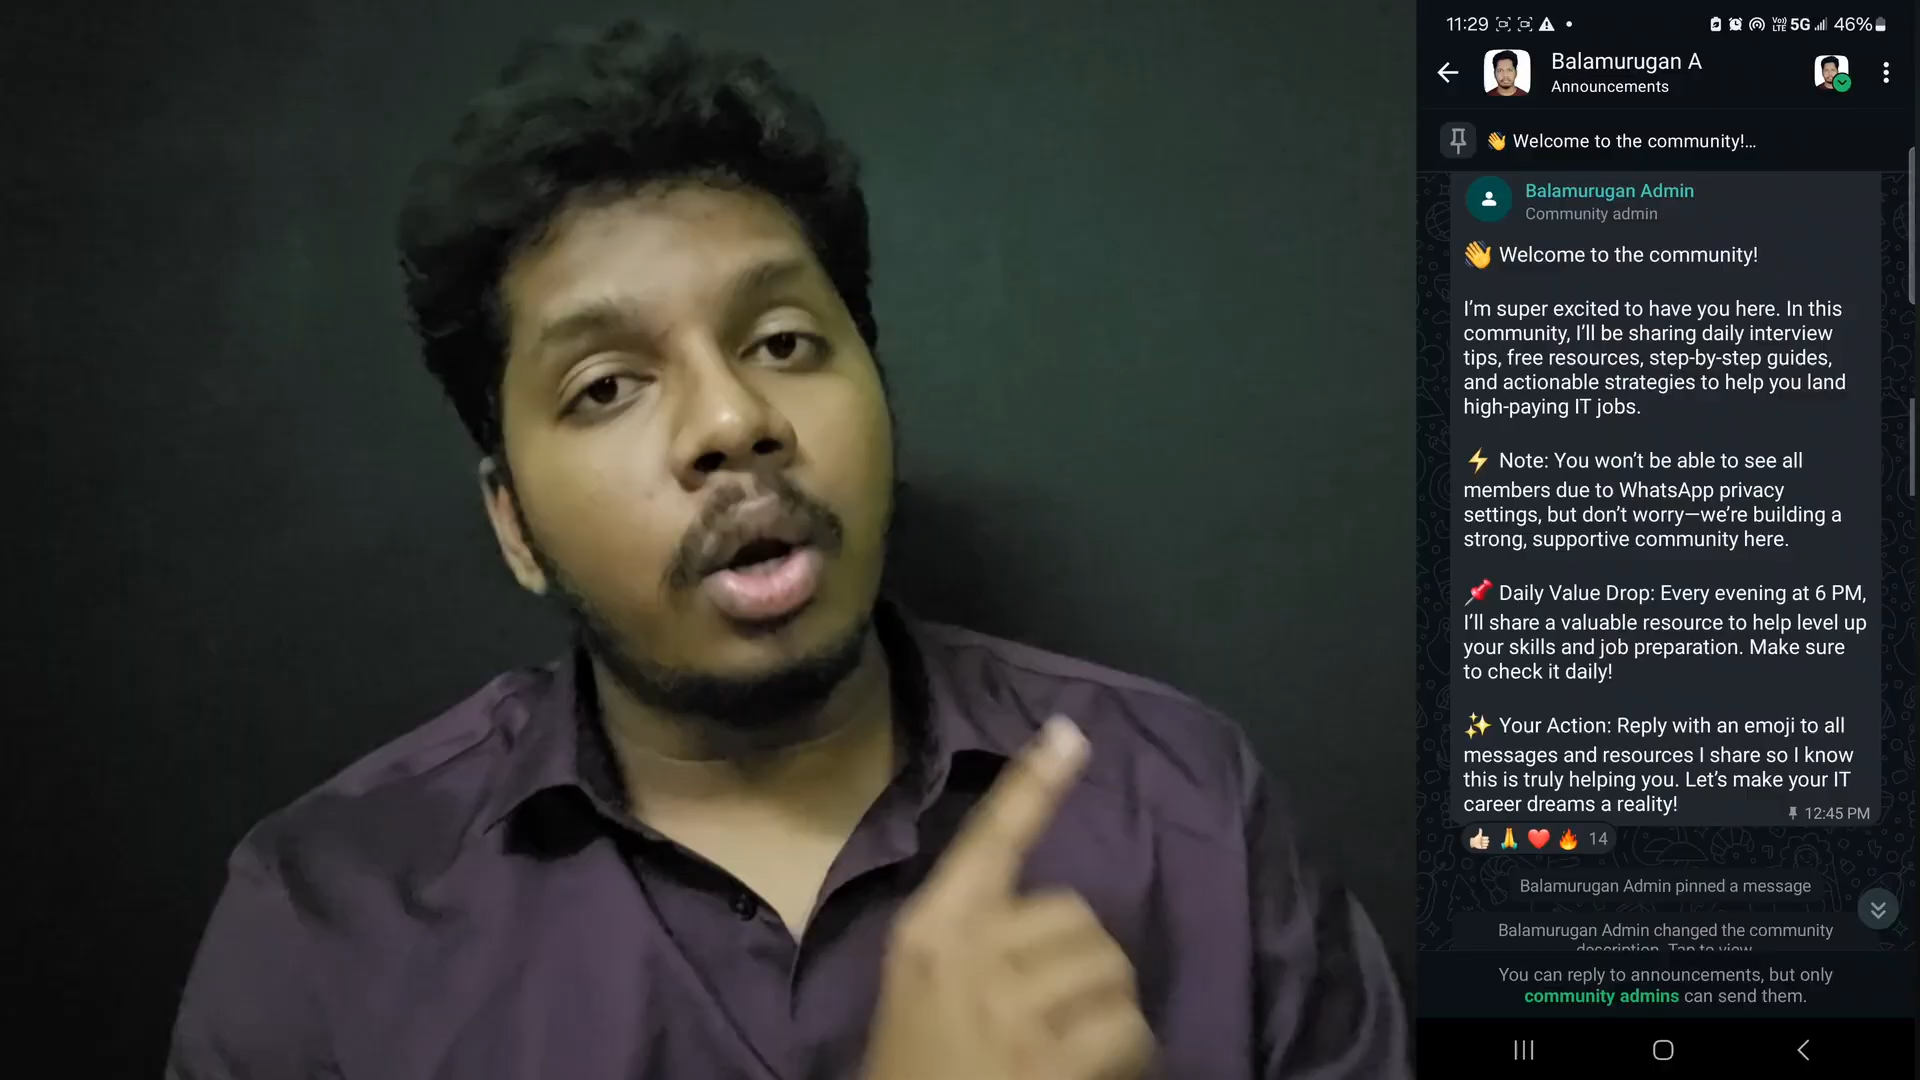 11:29
Vo) LTE 5G 46%
Balamurugan A
Announcements
👋 Welcome to the community!...
Balamurugan Admin
Community admin
👋 Welcome to the community!
I'm super excited to have you here. In this
community, I'll be sharing daily interview
tips, free resources, step-by-step guides,
and actionable strategies to help you land
high-paying IT jobs.
⚡ Note: You won't be able to see all
members due to WhatsApp privacy
settings, but don't worry—we're building a
strong, supportive community here.
📌 Daily Value Drop: Every evening at 6 PM,
I'll share a valuable resource to help level up
your skills and job preparation. Make sure
to check it daily!
✨ Your Action: Reply with an emoji to all
messages and resources I share so I know
this is truly helping you. Let's make your IT
career dreams a reality!
12:45 PM
👍🏻 🙏 ❤️ 🔥 14
Balamurugan Admin pinned a message
Balamurugan Admin changed the community
description. Tap to view.
You can reply to announcements, but only
community admins can send them.